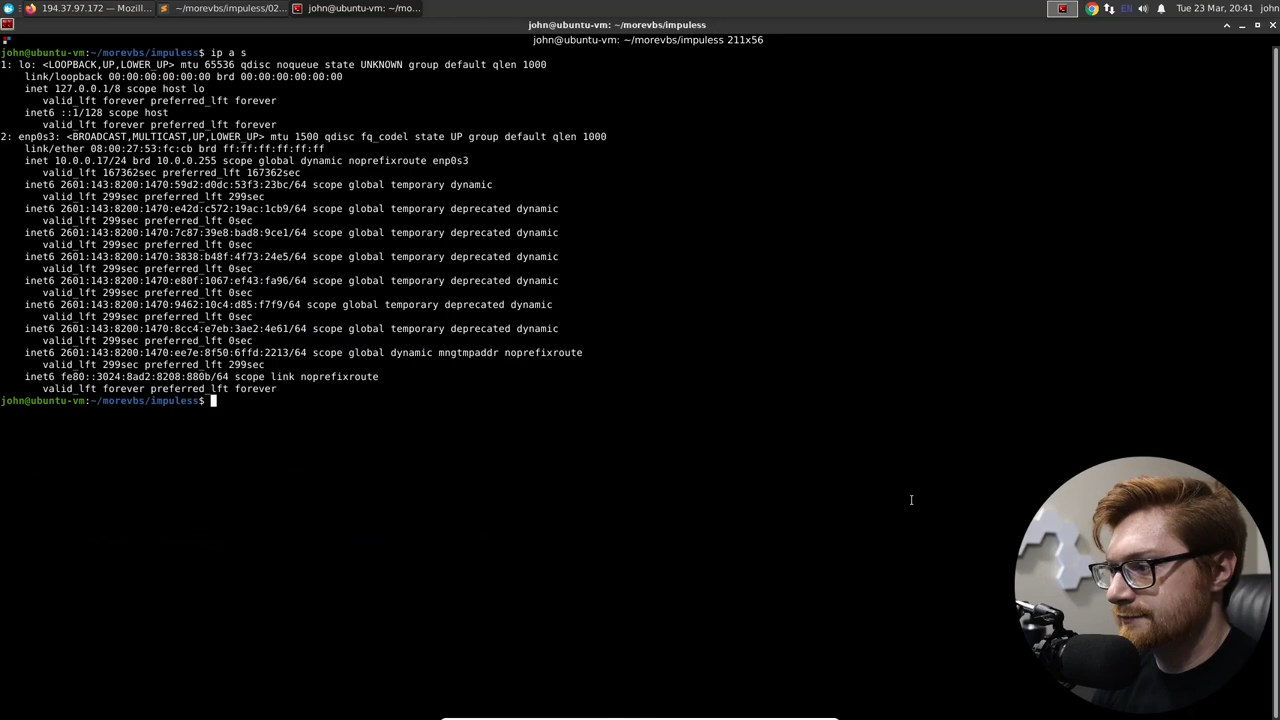 194.37.97.172 — Mozill...
~/morevbs/impuless/02...
john@ubuntu-vm: ~/mo...
EN
Tue 23 Mar, 20:41
john
john@ubuntu-vm: ~/morevbs/impuless
john@ubuntu-vm: ~/morevbs/impuless 211x56
john@ubuntu-vm:~/morevbs/impuless$ ip a s
1: lo: <LOOPBACK,UP,LOWER_UP> mtu 65536 qdisc noqueue state UNKNOWN group default qlen 1000
link/loopback 00:00:00:00:00:00 brd 00:00:00:00:00:00
inet 127.0.0.1/8 scope host lo
valid_lft forever preferred_lft forever
inet6 ::1/128 scope host
valid_lft forever preferred_lft forever
2: enp0s3: <BROADCAST,MULTICAST,UP,LOWER_UP> mtu 1500 qdisc fq_codel state UP group default qlen 1000
link/ether 08:00:27:53:fc:cb brd ff:ff:ff:ff:ff:ff
inet 10.0.0.17/24 brd 10.0.0.255 scope global dynamic noprefixroute enp0s3
valid_lft 167362sec preferred_lft 167362sec
inet6 2601:143:8200:1470:59d2:d0dc:53f3:23bc/64 scope global temporary dynamic
valid_lft 299sec preferred_lft 299sec
inet6 2601:143:8200:1470:e42d:c572:19ac:1cb9/64 scope global temporary deprecated dynamic
valid_lft 299sec preferred_lft 0sec
inet6 2601:143:8200:1470:7c87:39e8:bad8:9ce1/64 scope global temporary deprecated dynamic
valid_lft 299sec preferred_lft 0sec
inet6 2601:143:8200:1470:3838:b48f:4f73:24e5/64 scope global temporary deprecated dynamic
valid_lft 299sec preferred_lft 0sec
inet6 2601:143:8200:1470:e80f:1067:ef43:fa96/64 scope global temporary deprecated dynamic
valid_lft 299sec preferred_lft 0sec
inet6 2601:143:8200:1470:9462:10c4:d85:f7f9/64 scope global temporary deprecated dynamic
valid_lft 299sec preferred_lft 0sec
inet6 2601:143:8200:1470:8cc4:e7eb:3ae2:4e61/64 scope global temporary deprecated dynamic
valid_lft 299sec preferred_lft 0sec
inet6 2601:143:8200:1470:ee7e:8f50:6ffd:2213/64 scope global dynamic mngtmpaddr noprefixroute
valid_lft 299sec preferred_lft 299sec
inet6 fe80::3024:8ad2:8208:880b/64 scope link noprefixroute
valid_lft forever preferred_lft forever
john@ubuntu-vm:~/morevbs/impuless$